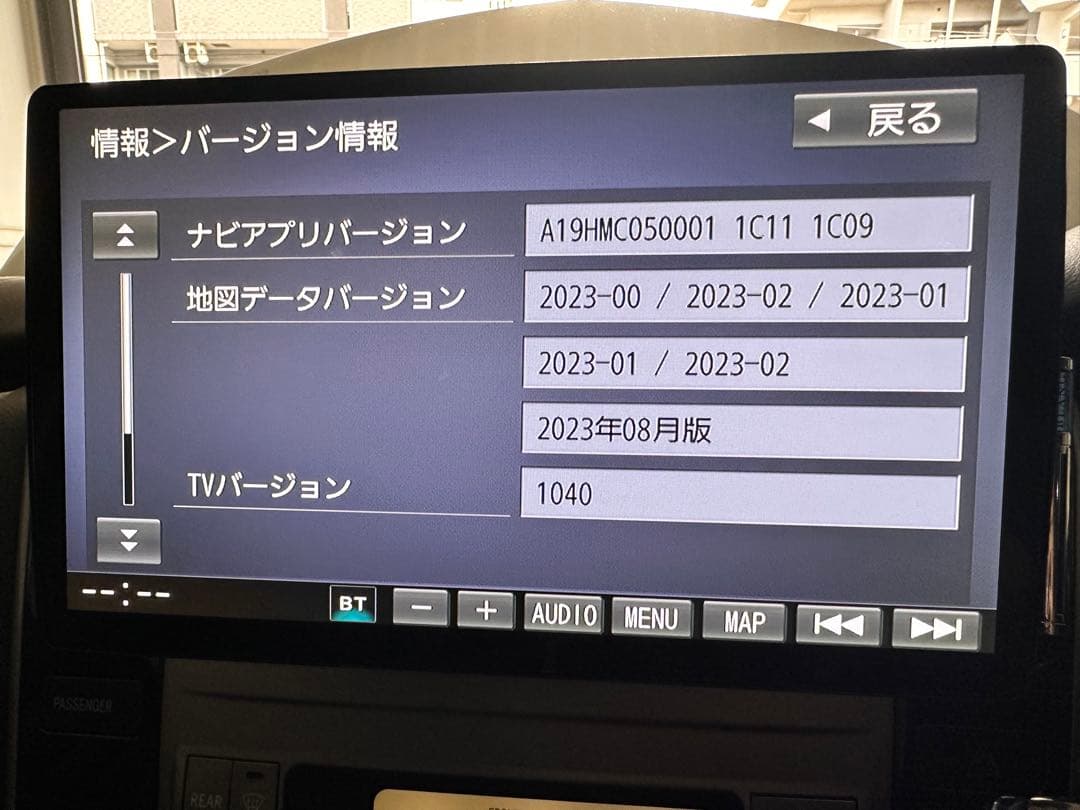 情報>バージョン情報
◀ 戻る
ナビアプリバージョン
A19HMC050001 1C11 1C09
地図データバージョン
2023-00 / 2023-02 / 2023-01
2023-01 / 2023-02
2023年08月版
TVバージョン
1040
--:--
BT
− + AUDIO MENU MAP
PASSENGER
REAR